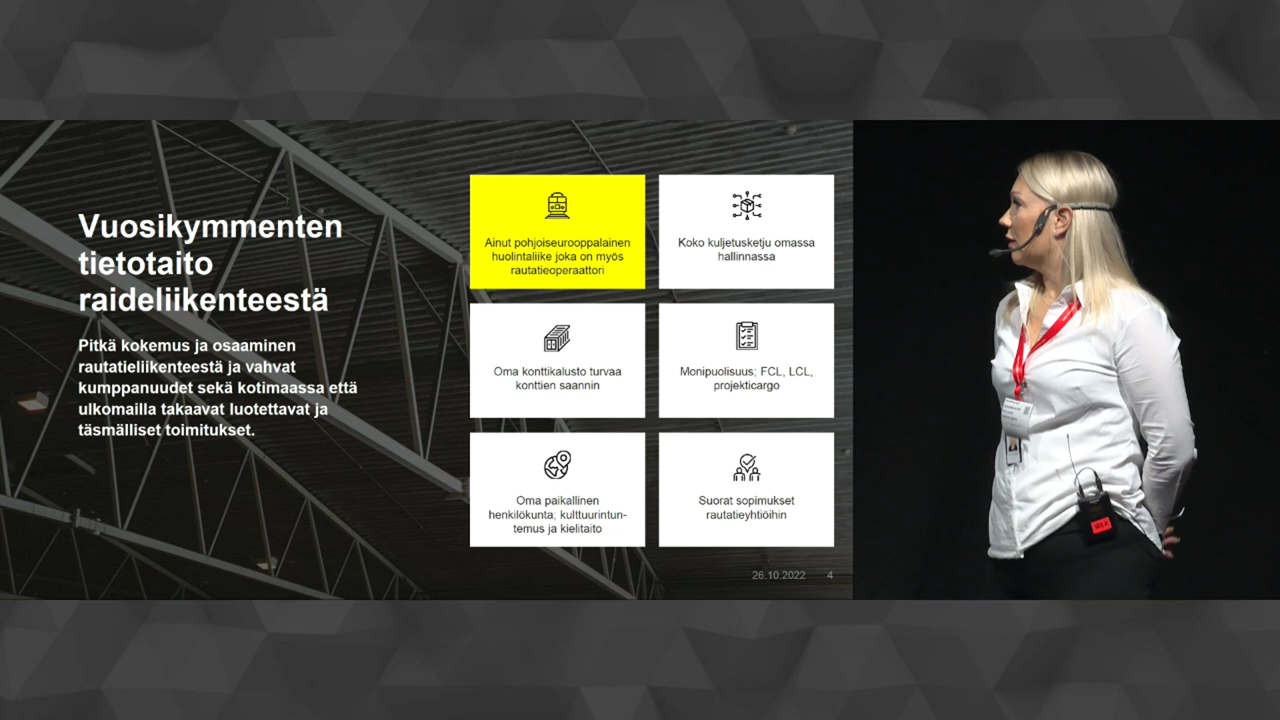 Vuosikymmenten
tietotaito
raideliikenteestä
Pitkä kokemus ja osaaminen
rautatieliikenteestä ja vahvat
kumppanuudet sekä kotimaassa että
ulkomailla takaavat luotettavat ja
täsmälliset toimitukset.
Ainut pohjoiseurooppalainen
huolintaliike joka on myös
rautatieoperaattori
Koko kuljetusketju omassa
hallinnassa
Oma konttikalusto turvaa
konttien saannin
Monipuolisuus; FCL, LCL,
projekticargo
Oma paikallinen
henkilökunta; kulttuurintun-
temus ja kielitaito
Suorat sopimukset
rautatieyhtiöihin
26.10.2022 4